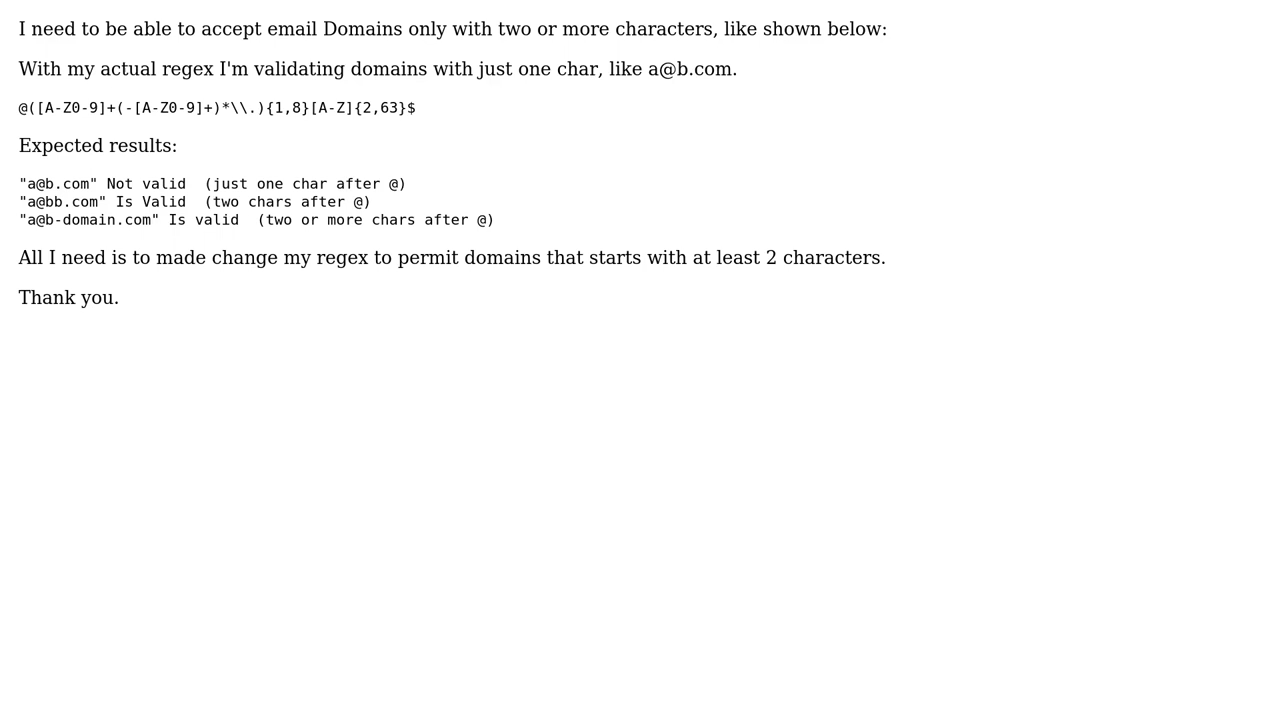 I need to be able to accept email Domains only with two or more characters, like shown below:
With my actual regex I'm validating domains with just one char, like a@b.com.
@([A-Z0-9]+(-[A-Z0-9]+)*\\.){1,8}[A-Z]{2,63}$
Expected results:
"a@b.com" Not valid  (just one char after @)
"a@bb.com" Is Valid  (two chars after @)
"a@b-domain.com" Is valid  (two or more chars after @)
All I need is to made change my regex to permit domains that starts with at least 2 characters.
Thank you.